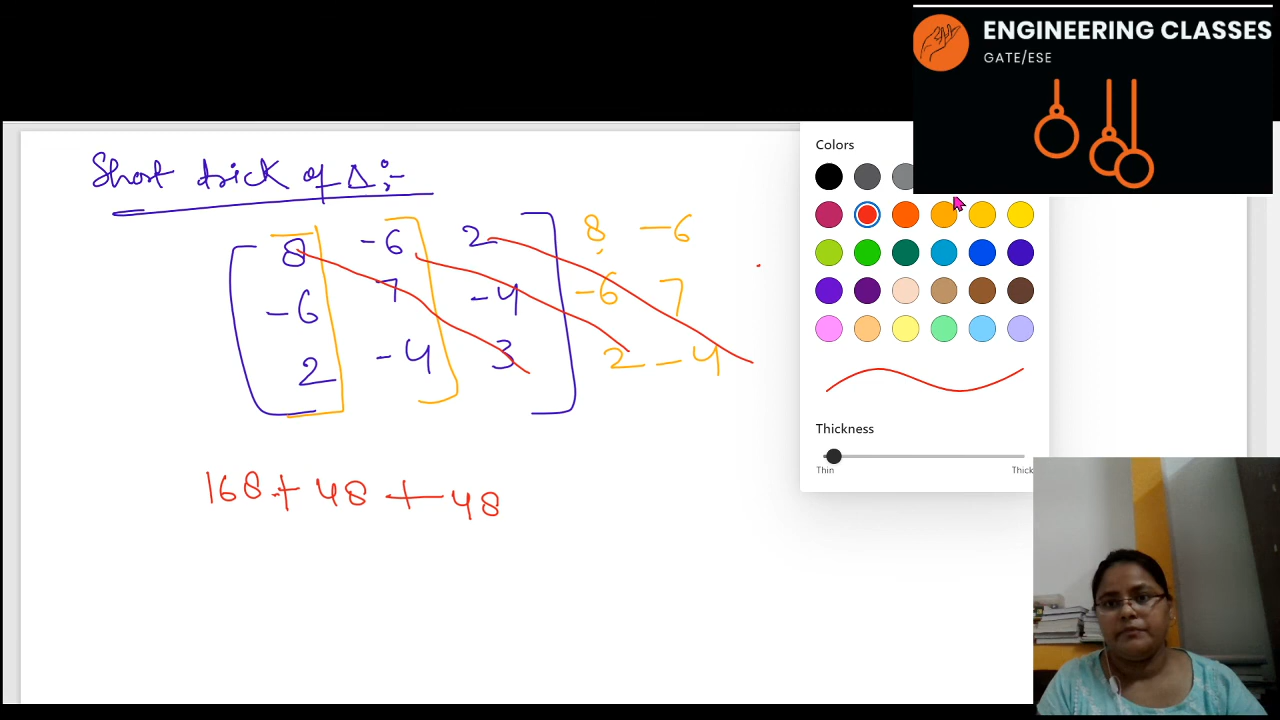 ENGINEERING CLASSES
GATE/ESE
Colors
Short trick of Δ:-
8 -6 2 8 -6
-6 7 -4 -6 7
2 -4 3 2 -4
168 + 48 + 48
Thickness
Thin Thick